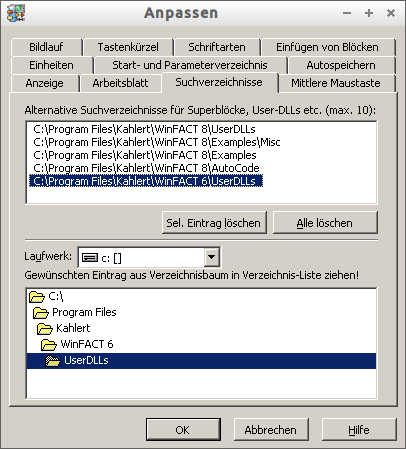 Anpassen
Bildlauf Tastenkürzel Schriftarten Einfügen von Blöcken
Einheiten Start- und Parameterverzeichnis Autospeichern
Anzeige Arbeitsblatt Suchverzeichnisse Mittlere Maustaste
Alternative Suchverzeichnisse für Superblöcke, User-DLLs etc. (max. 10):
C:\Program Files\Kahlert\WinFACT 8\UserDLLs
C:\Program Files\Kahlert\WinFACT 8\Examples\Misc
C:\Program Files\Kahlert\WinFACT 8\Examples
C:\Program Files\Kahlert\WinFACT 8\AutoCode
C:\Program Files\Kahlert\WinFACT 6\UserDLLs
Sel. Eintrag löschen Alle löschen
Laufwerk: c: []
Gewünschten Eintrag aus Verzeichnisbaum in Verzeichnis-Liste ziehen!
C:\
Program Files
Kahlert
WinFACT 6
UserDLLs
OK Abbrechen Hilfe